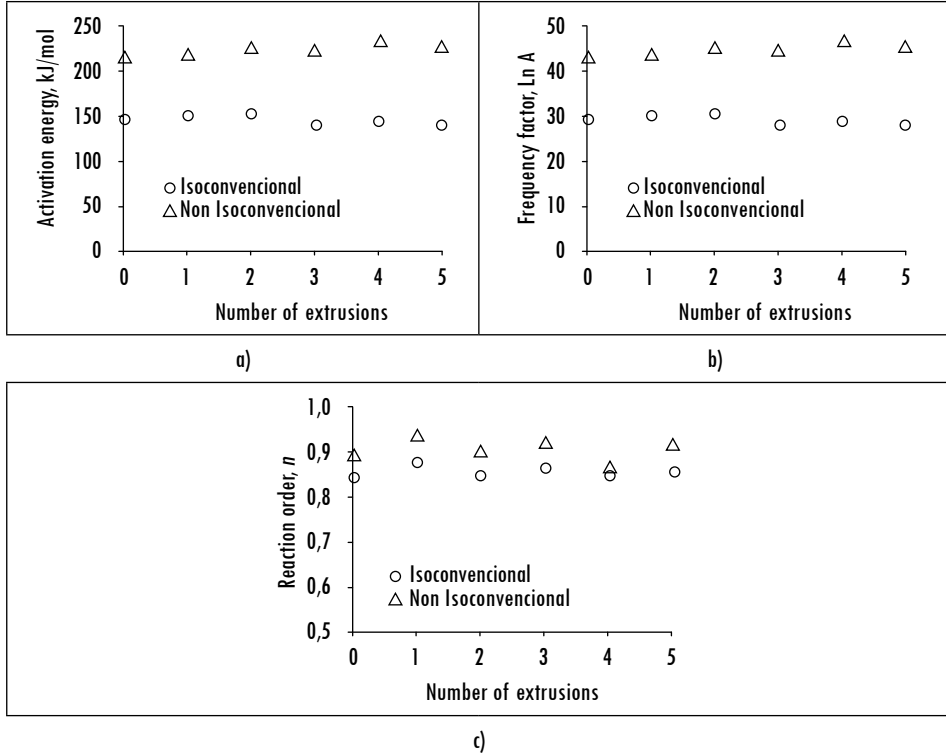 Activation energy, kJ/mol
250
200
150
100
50
0
Isoconvencional
Non Isoconvencional
0 1 2 3 4 5
Number of extrusions
a)
Frequency factor, Ln A
50
40
30
20
10
0
Isoconvencional
Non Isoconvencional
0 1 2 3 4 5
Number of extrusions
b)
Reaction order, n
1,0
0,9
0,8
0,7
0,6
0,5
Isoconvencional
Non Isoconvencional
0 1 2 3 4 5
Number of extrusions
c)